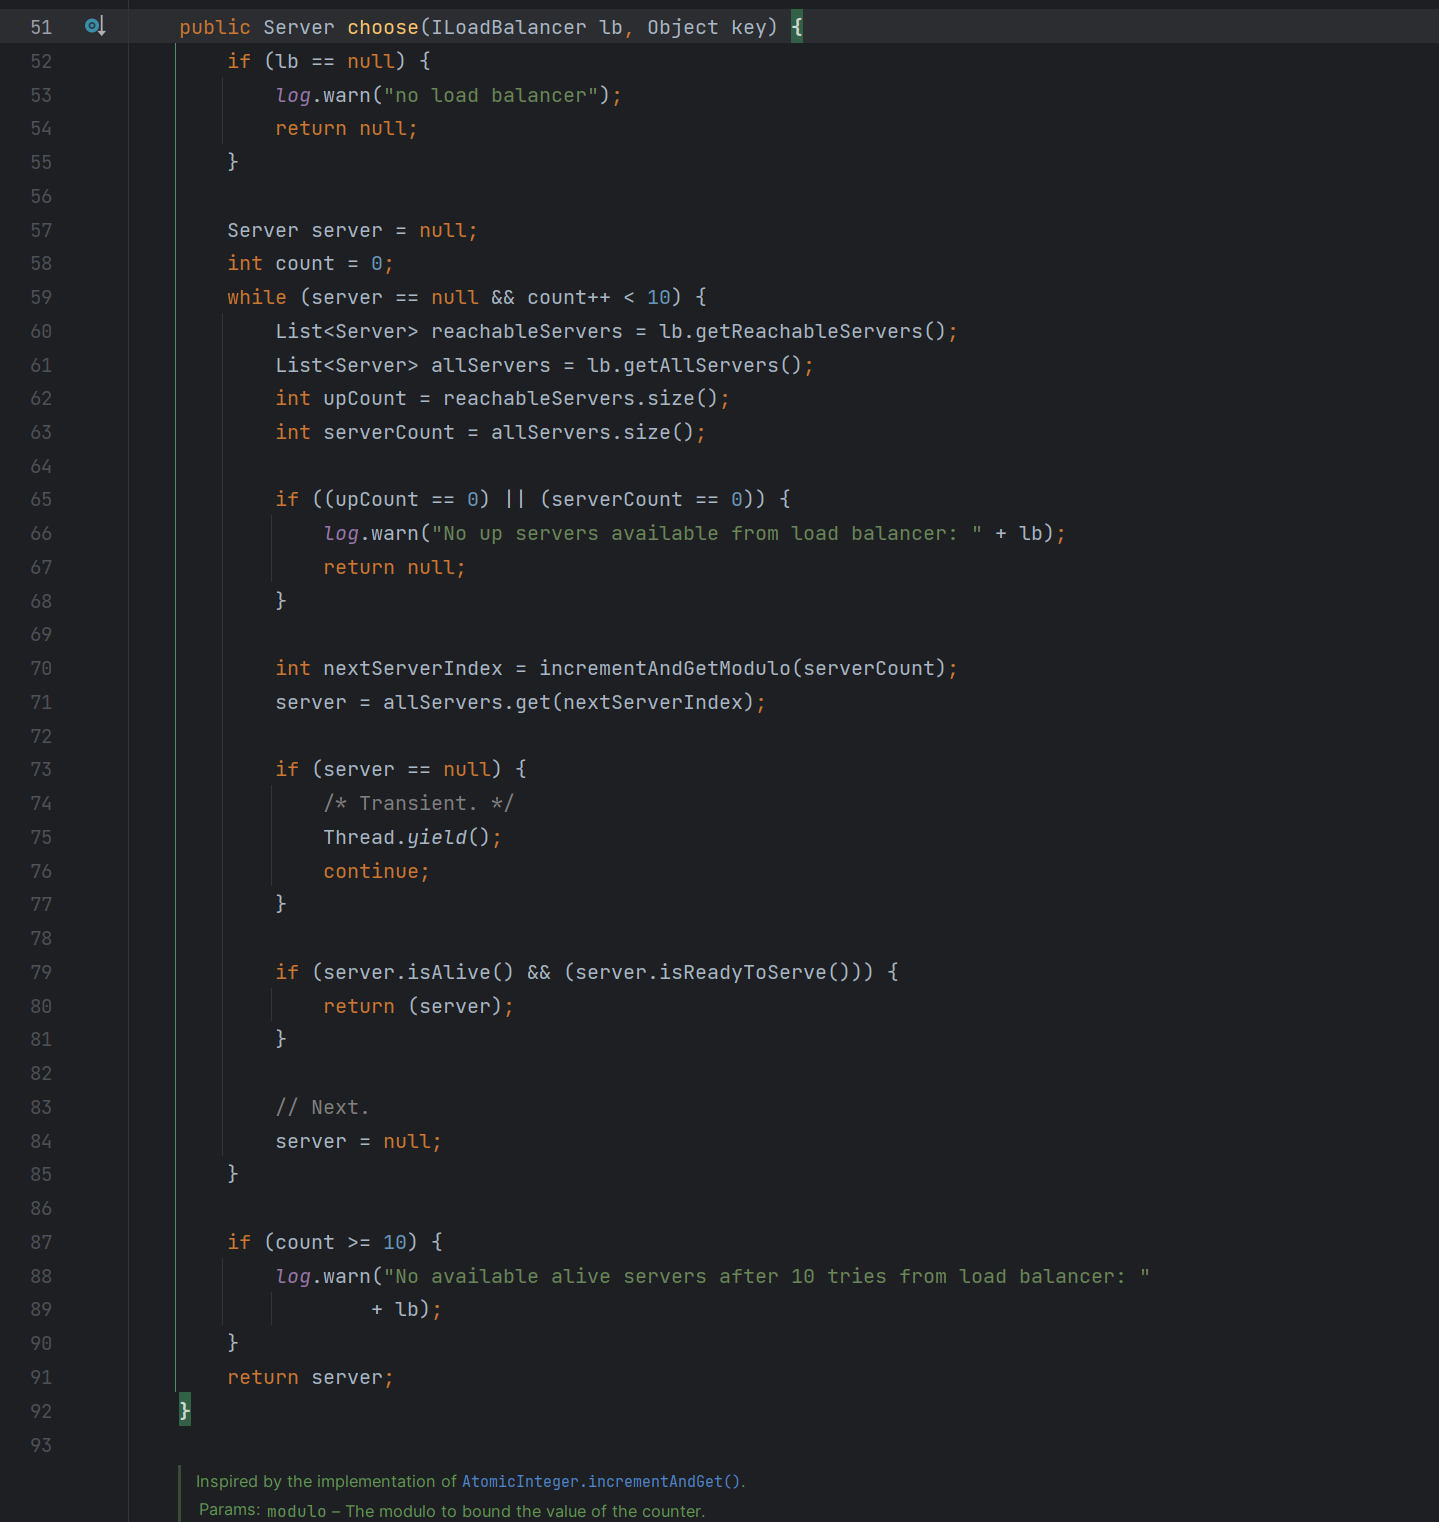 51 public Server choose(ILoadBalancer lb, Object key) {
52 if (lb == null) {
53 log.warn("no load balancer");
54 return null;
55 }
56
57 Server server = null;
58 int count = 0;
59 while (server == null && count++ < 10) {
60 List<Server> reachableServers = lb.getReachableServers();
61 List<Server> allServers = lb.getAllServers();
62 int upCount = reachableServers.size();
63 int serverCount = allServers.size();
64
65 if ((upCount == 0) || (serverCount == 0)) {
66 log.warn("No up servers available from load balancer: " + lb);
67 return null;
68 }
69
70 int nextServerIndex = incrementAndGetModulo(serverCount);
71 server = allServers.get(nextServerIndex);
72
73 if (server == null) {
74 /* Transient. */
75 Thread.yield();
76 continue;
77 }
78
79 if (server.isAlive() && (server.isReadyToServe())) {
80 return (server);
81 }
82
83 // Next.
84 server = null;
85 }
86
87 if (count >= 10) {
88 log.warn("No available alive servers after 10 tries from load balancer: "
89 + lb);
90 }
91 return server;
92 }
93
Inspired by the implementation of AtomicInteger.incrementAndGet().
Params: modulo – The modulo to bound the value of the counter.